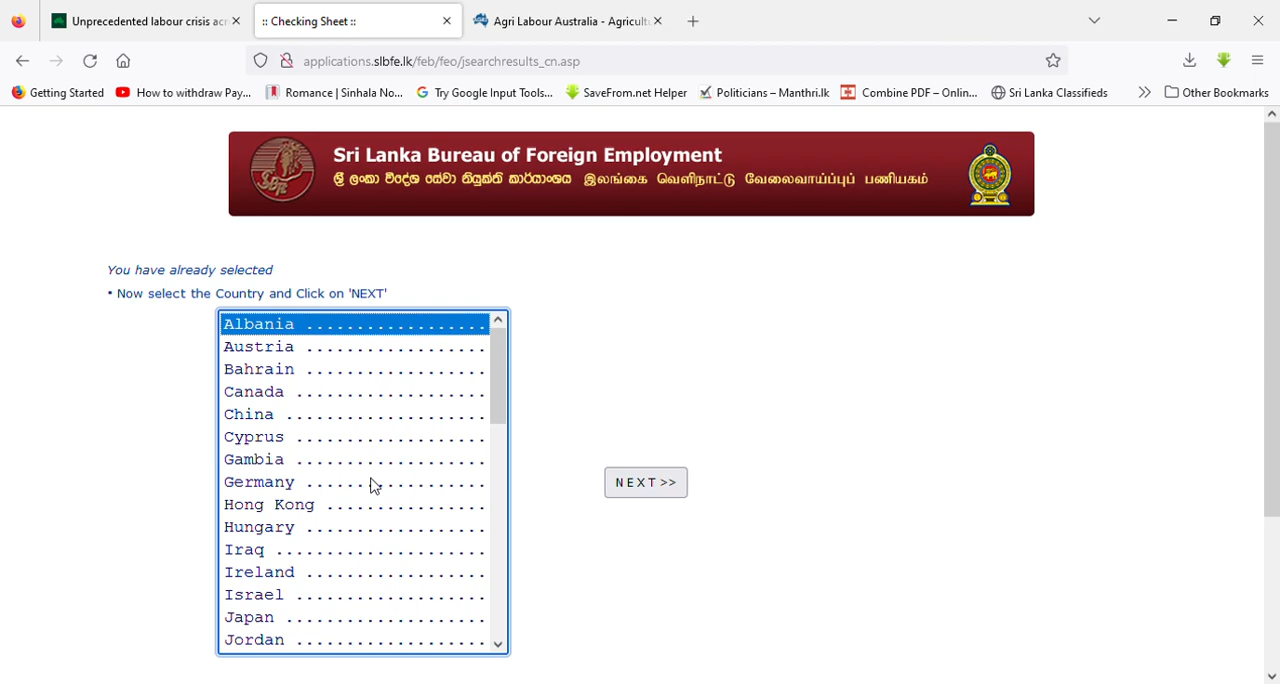 Unprecedented labour crisis acr
:: Checking Sheet ::
Agri Labour Australia - Agricultu
applications.slbfe.lk/feb/feo/jsearchresults_cn.asp
Getting Started How to withdraw Pay... Romance | Sinhala No... Try Google Input Tools... SaveFrom.net Helper Politicians – Manthri.lk Combine PDF – Onlin... Sri Lanka Classifieds Other Bookmarks
Sri Lanka Bureau of Foreign Employment
ශ්‍රී ලංකා විදේශ සේවා නියුක්ති කාර්යාංශය இலங்கை வெளிநாட்டு வேலைவாய்ப்புப் பணியகம்
You have already selected
• Now select the Country and Click on 'NEXT'
Albania ..................
Austria ..................
Bahrain ..................
Canada ...................
China ....................
Cyprus ...................
Gambia ...................
Germany ..................
Hong Kong ................
Hungary ..................
Iraq .....................
Ireland ..................
Israel ...................
Japan ....................
Jordan ...................
N E X T >>